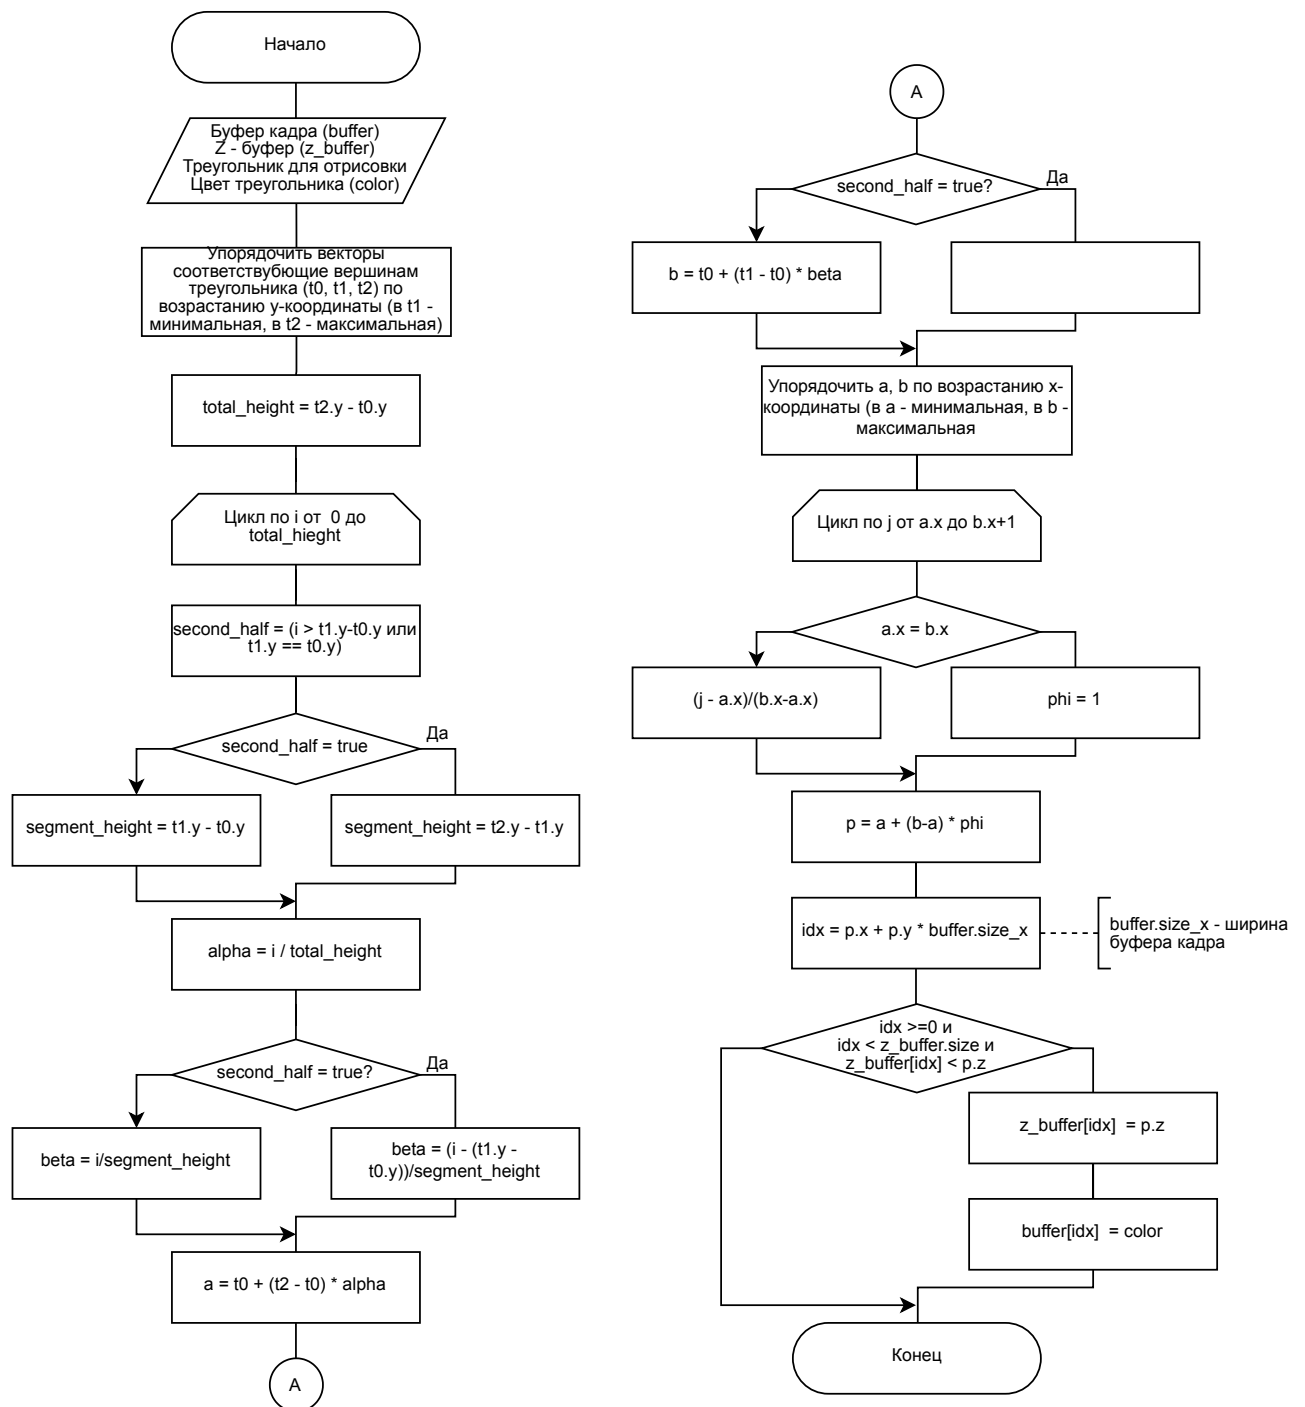 Начало
Буфер кадра (buffer)
Z - буфер (z_buffer)
Треугольник для отрисовки
Цвет треугольника (color)
Упорядочить векторы
соответствубющие вершинам
треугольника (t0, t1, t2) по
возрастанию y-координаты (в t1 -
минимальная, в t2 - максимальная)
total_height = t2.y - t0.y
Цикл по i от 0 до
total_hieght
second_half = (i > t1.y-t0.y или
t1.y == t0.y)
second_half = true
Да
segment_height = t1.y - t0.y
segment_height = t2.y - t1.y
alpha = i / total_height
second_half = true?
Да
beta = i/segment_height
beta = (i - (t1.y -
t0.y))/segment_height
a = t0 + (t2 - t0) * alpha
A
A
second_half = true?
Да
b = t0 + (t1 - t0) * beta
Упорядочить a, b по возрастанию x-
координаты (в a - минимальная, в b -
максимальная
Цикл по j от a.x до b.x+1
a.x = b.x
(j - a.x)/(b.x-a.x)
phi = 1
p = a + (b-a) * phi
idx = p.x + p.y * buffer.size_x
buffer.size_x - ширина
буфера кадра
idx >=0 и
idx < z_buffer.size и
z_buffer[idx] < p.z
z_buffer[idx] = p.z
buffer[idx] = color
Конец